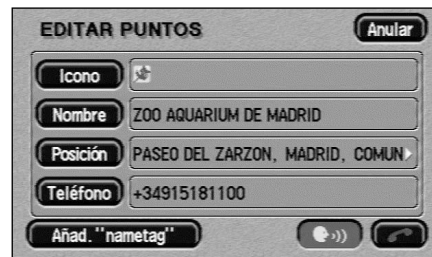 EDITAR PUNTOS
Anular
Icono
Nombre
ZOO AQUARIUM DE MADRID
Posición
PASEO DEL ZARZON, MADRID, COMUN
Teléfono
+34915181100
Añad."nametag"